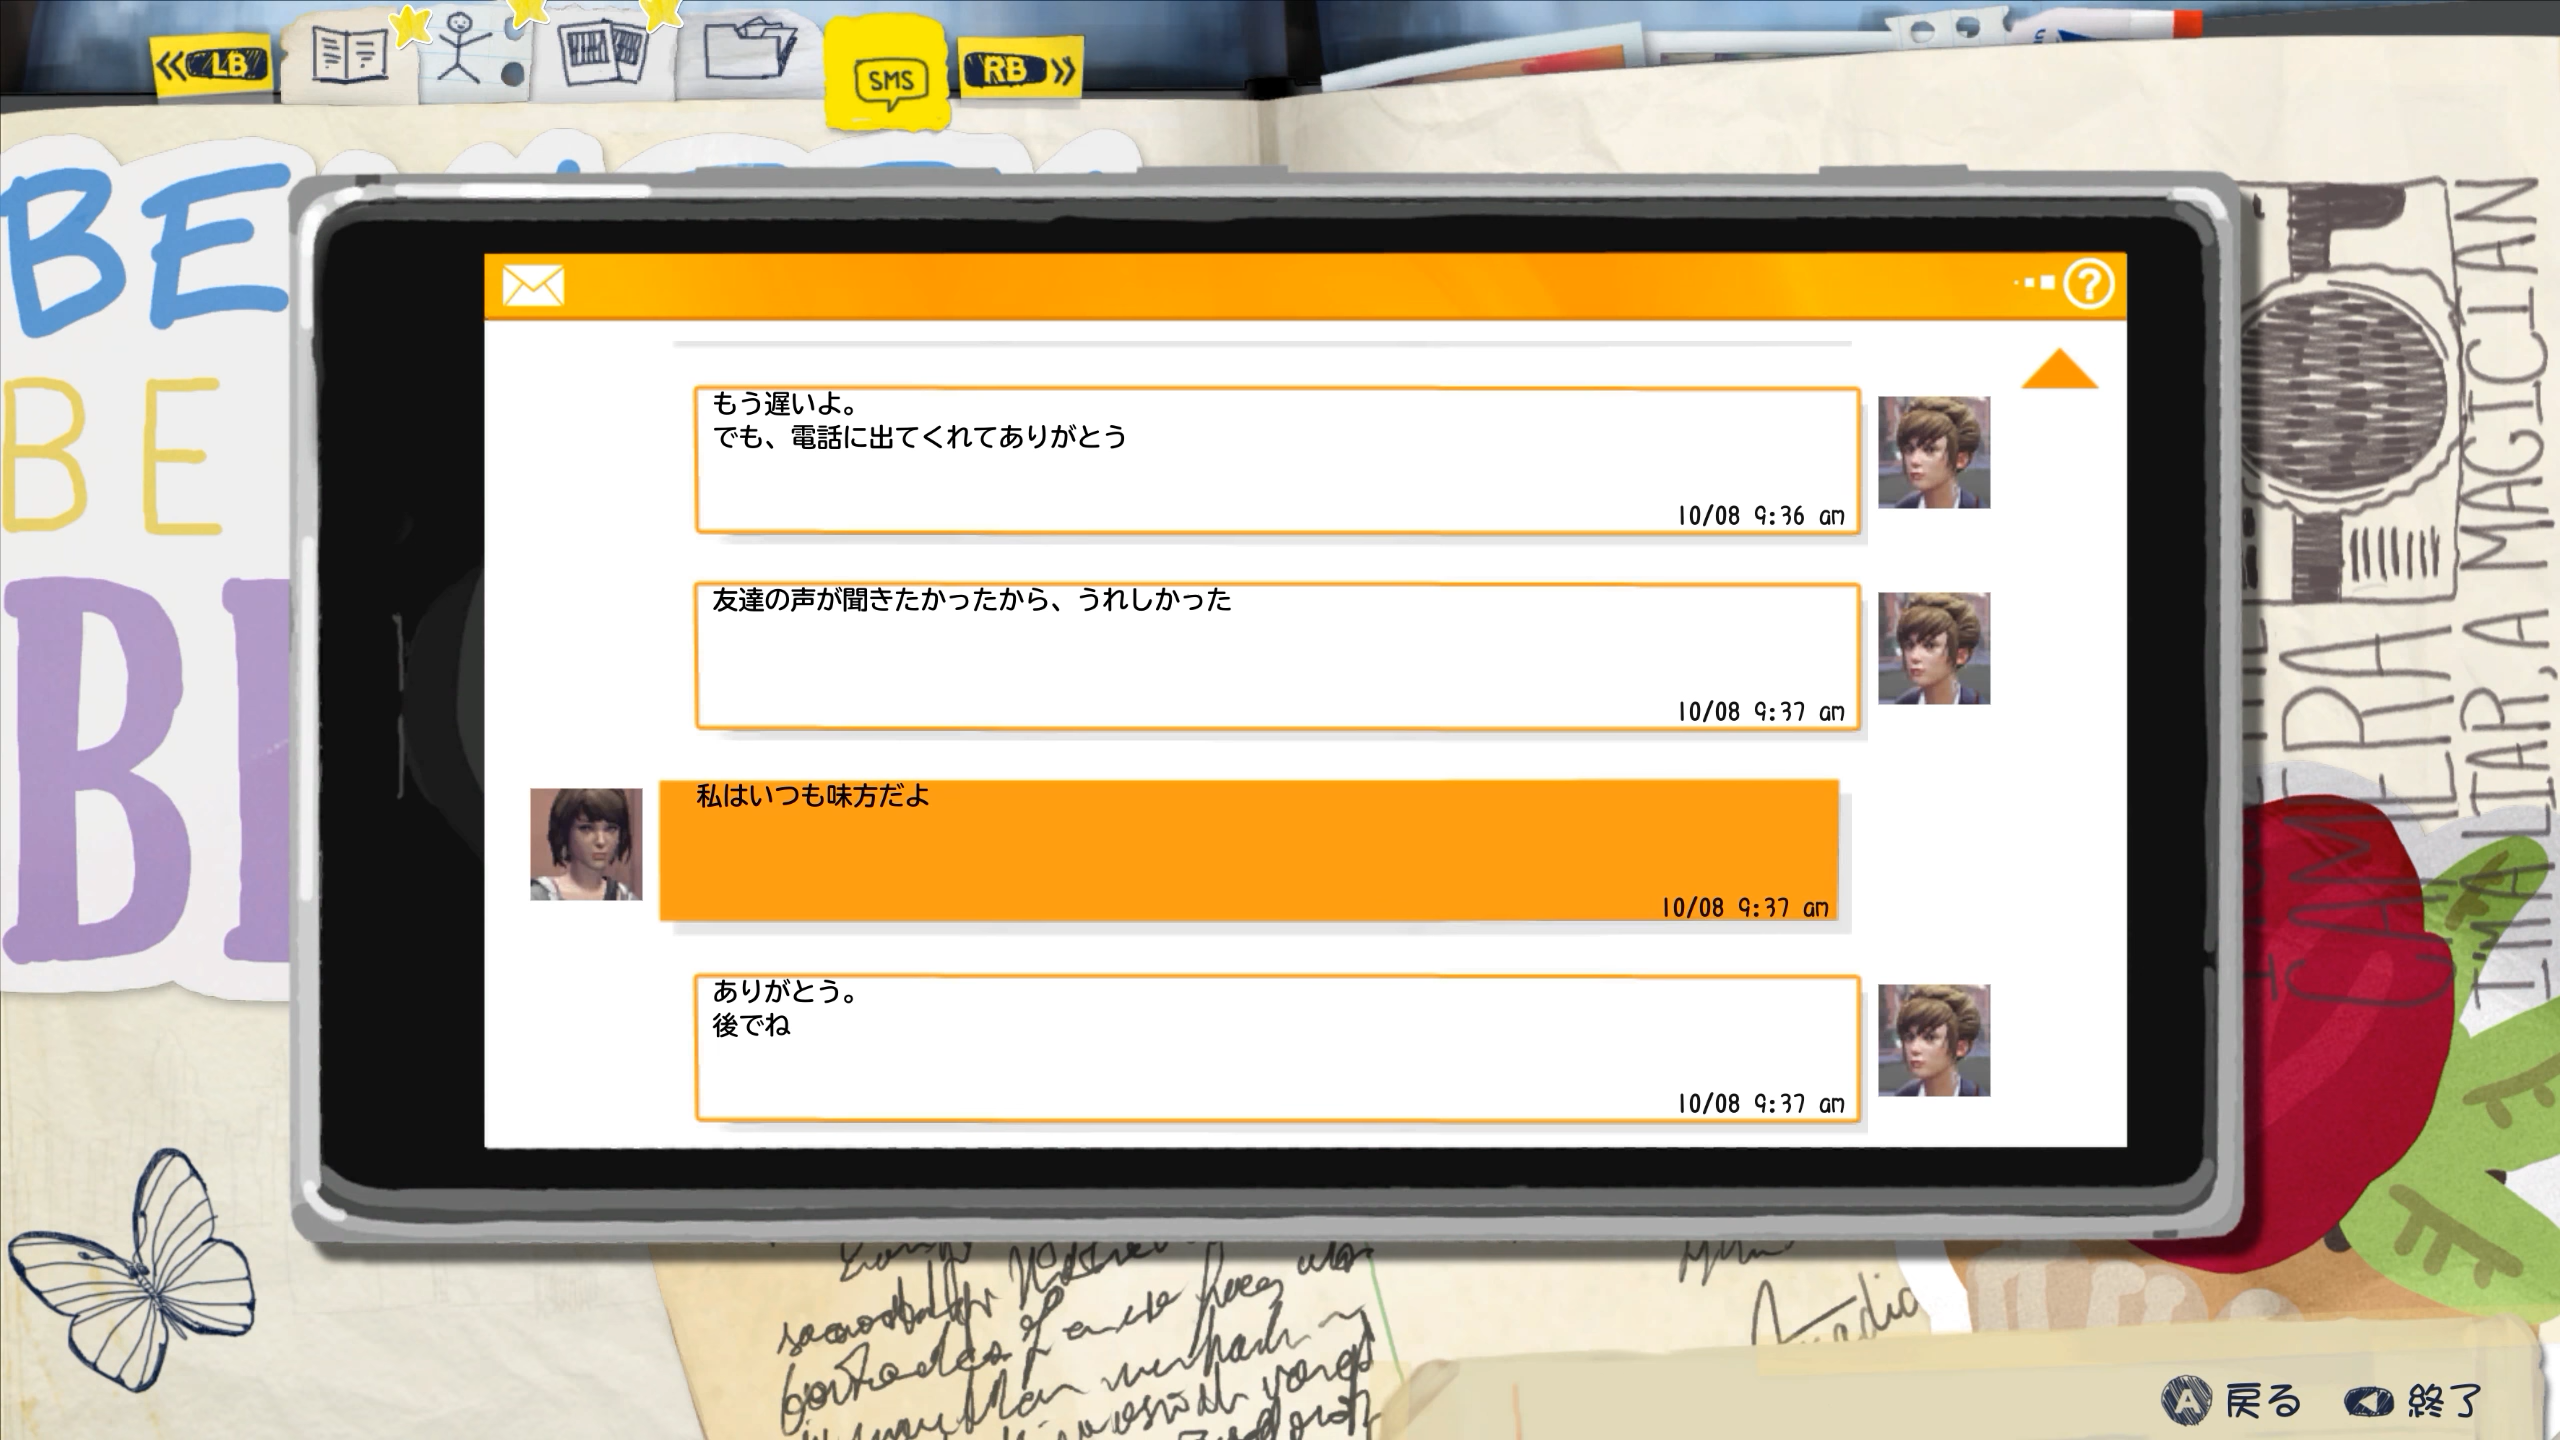 LB
SMS
RB
BE
BE
もう遅いよ。
でも、電話に出てくれてありがとう
10/08 9:36 am
友達の声が聞きたかったから、うれしかった
10/08 9:37 am
私はいつも味方だよ
10/08 9:37 am
ありがとう。
後でね
10/08 9:37 am
CAMERA
LIAR, A MAGICIAN
A 戻る
終了